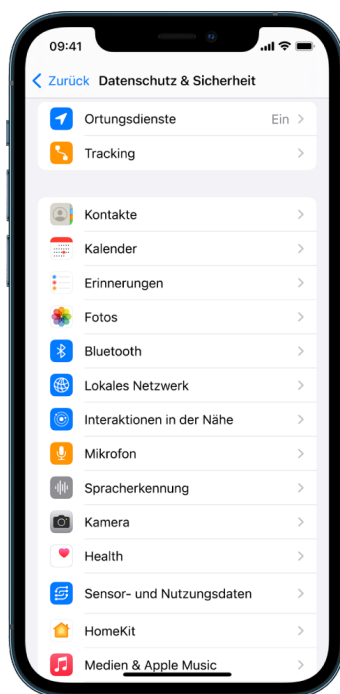 09:41
Zurück Datenschutz & Sicherheit
Ortungsdienste Ein
Tracking
Kontakte
Kalender
Erinnerungen
Fotos
Bluetooth
Lokales Netzwerk
Interaktionen in der Nähe
Mikrofon
Spracherkennung
Kamera
Health
Sensor- und Nutzungsdaten
HomeKit
Medien & Apple Music